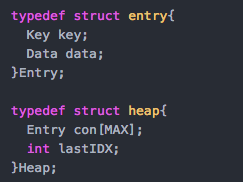 typedef struct entry{
  Key key;
  Data data;
}Entry;

typedef struct heap{
  Entry con[MAX];
  int lastIDX;
}Heap;